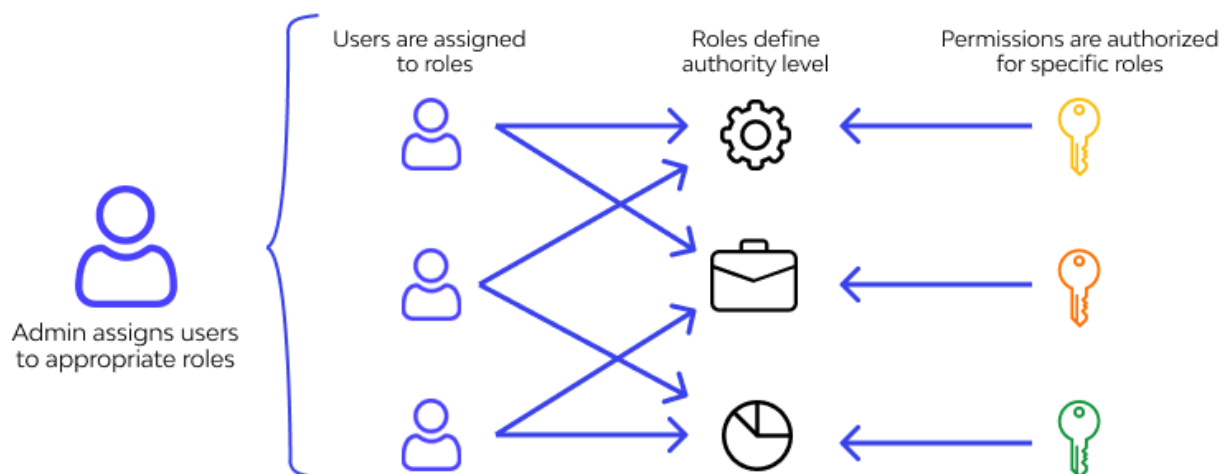 Users are assigned
to roles
Roles define
authority level
Permissions are authorized
for specific roles
Admin assigns users
to appropriate roles